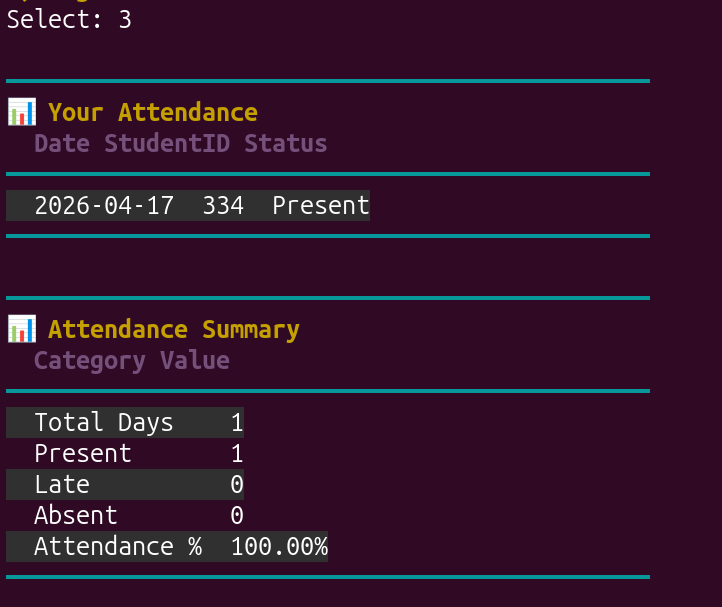 Select: 3
📊 Your Attendance
Date StudentID Status
2026-04-17  334  Present
📊 Attendance Summary
Category Value
Total Days    1
Present       1
Late          0
Absent        0
Attendance %  100.00%